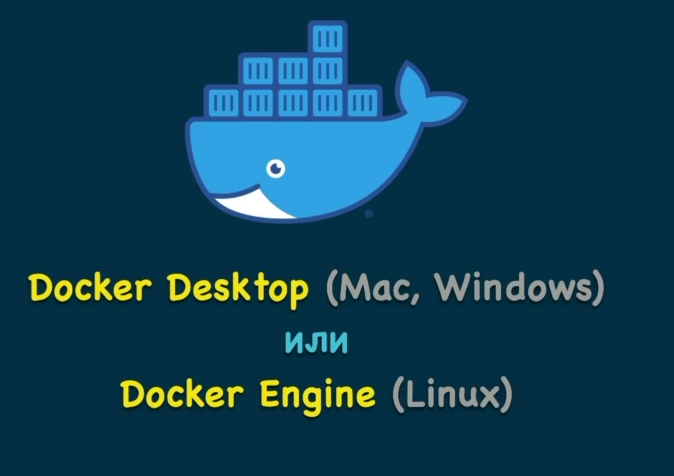 Docker Desktop (Mac, Windows)
или
Docker Engine (Linux)